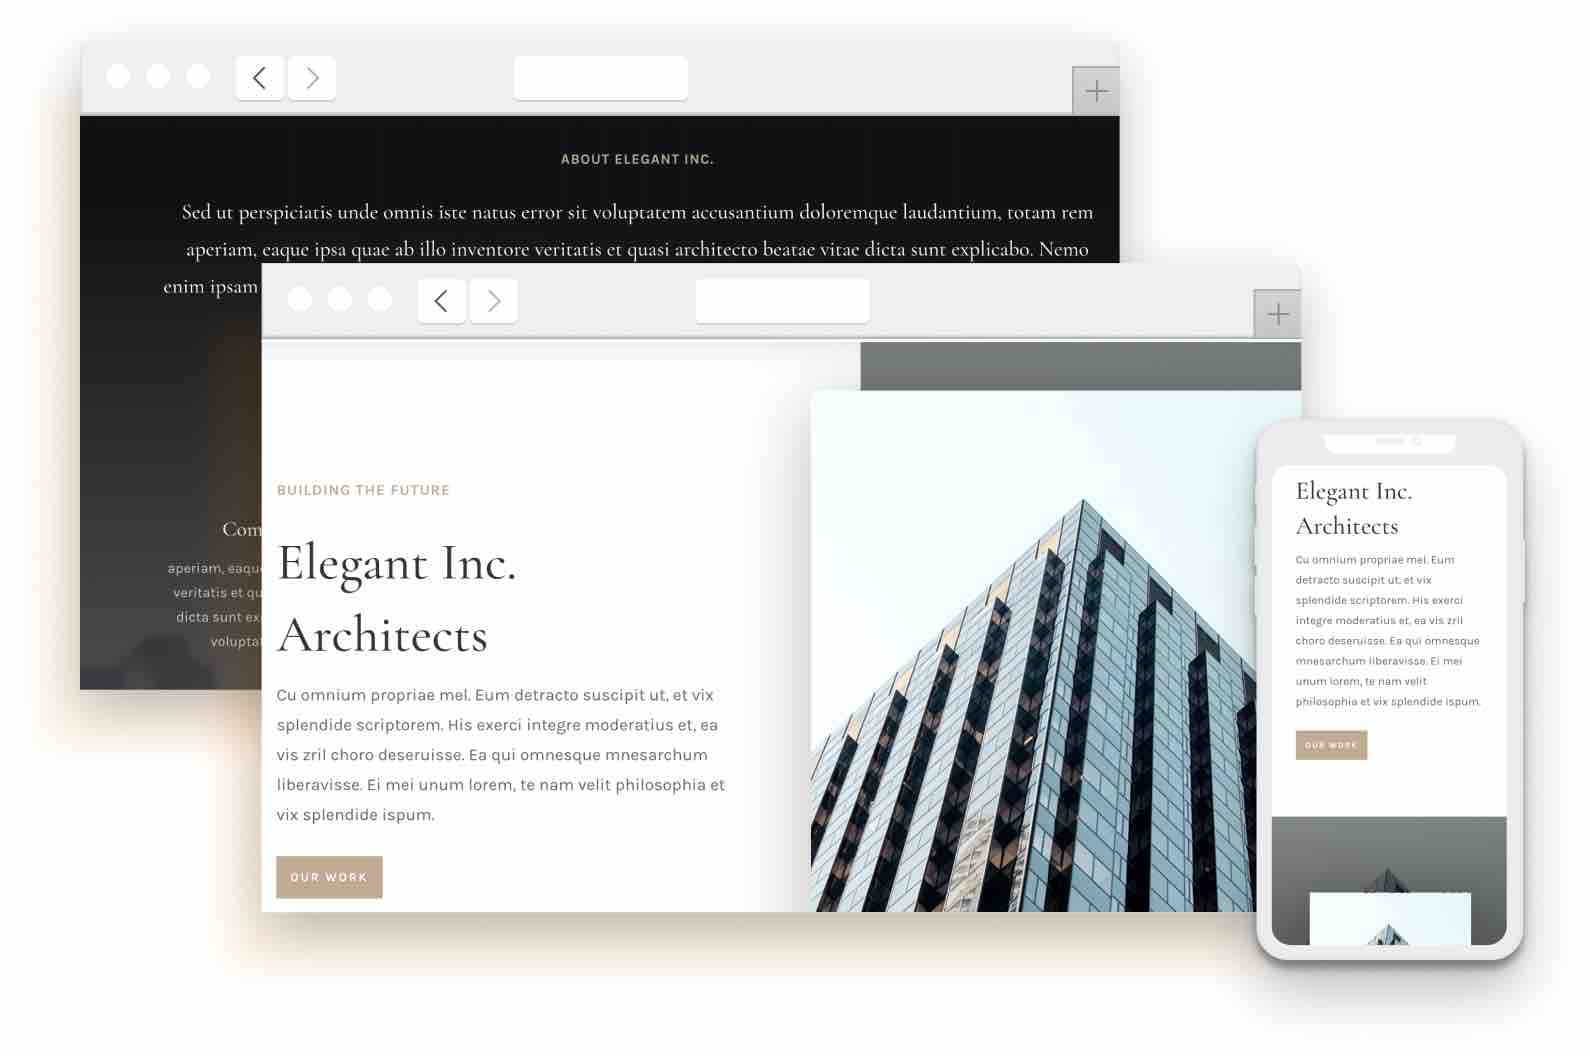 ABOUT ELEGANT INC.
Sed ut perspiciatis unde omnis iste natus error sit voluptatem accusantium doloremque laudantium, totam rem
aperiam, eaque ipsa quae ab illo inventore veritatis et quasi architecto beatae vitae dicta sunt explicabo. Nemo
enim ipsam
Com
aperiam, eaqu
veritatis et qu
dicta sunt ex
volupta
BUILDING THE FUTURE
Elegant Inc.
Architects
Cu omnium propriae mel. Eum detracto suscipit ut, et vix
splendide scriptorem. His exerci integre moderatius et, ea
vis zril choro deseruisse. Ea qui omnesque mnesarchum
liberavisse. Ei mei unum lorem, te nam velit philosophia et
vix splendide ispum.
OUR WORK
Elegant Inc.
Architects
Cu omnium propriae mel. Eum
detracto suscipit ut, et vix
splendide scriptorem. His exerci
integre moderatius et, ea vis zril
choro deseruisse. Ea qui omnesque
mnesarchum liberavisse. Ei mei
unum lorem, te nam velit
philosophia et vix splendide ispum.
OUR WORK